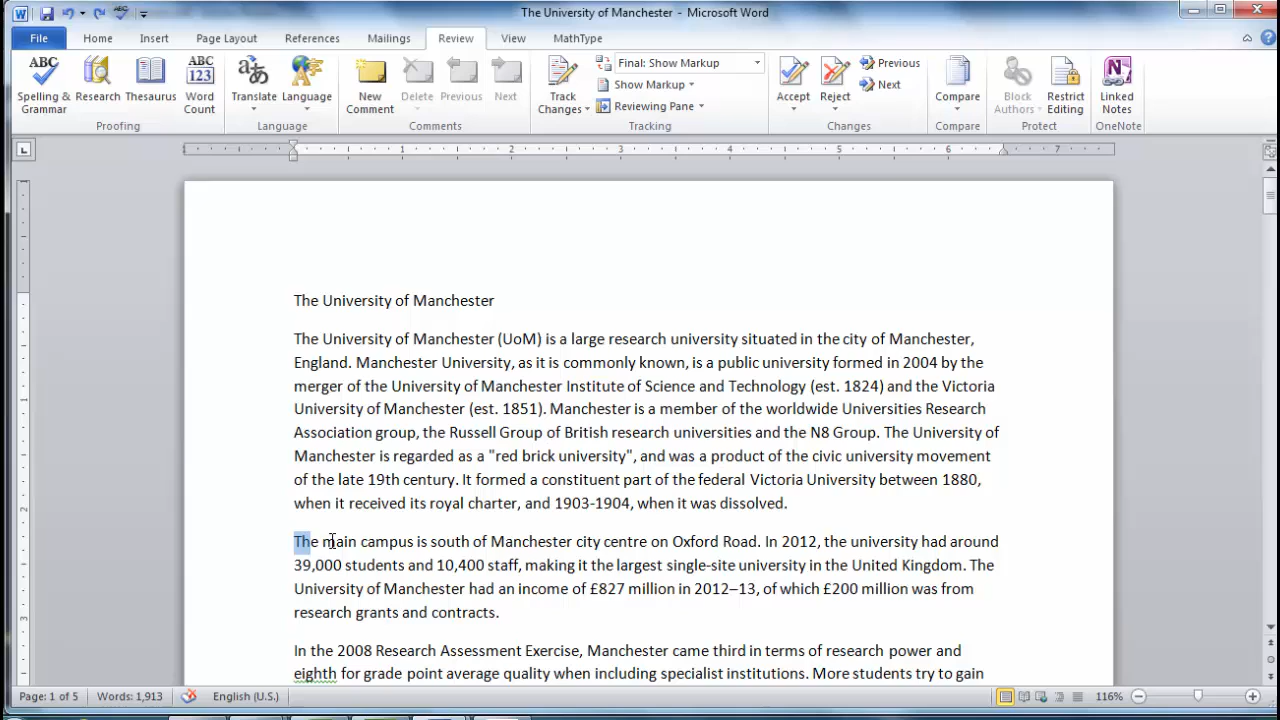 The University of Manchester - Microsoft Word
File Home Insert Page Layout References Mailings Review View MathType
Spelling & Grammar
Research
Thesaurus
ABC 123 Word Count
Proofing
Translate
Language
Language
New Comment
Delete
Previous
Next
Comments
Track Changes
Final: Show Markup
Show Markup
Reviewing Pane
Tracking
Accept
Reject
Previous
Next
Changes
Compare
Compare
Block Authors
Restrict Editing
Protect
Linked Notes
OneNote
1 2 3 4 5 6 7
The University of Manchester
The University of Manchester (UoM) is a large research university situated in the city of Manchester,
England. Manchester University, as it is commonly known, is a public university formed in 2004 by the
merger of the University of Manchester Institute of Science and Technology (est. 1824) and the Victoria
University of Manchester (est. 1851). Manchester is a member of the worldwide Universities Research
Association group, the Russell Group of British research universities and the N8 Group. The University of
Manchester is regarded as a "red brick university", and was a product of the civic university movement
of the late 19th century. It formed a constituent part of the federal Victoria University between 1880,
when it received its royal charter, and 1903-1904, when it was dissolved.
The main campus is south of Manchester city centre on Oxford Road. In 2012, the university had around
39,000 students and 10,400 staff, making it the largest single-site university in the United Kingdom. The
University of Manchester had an income of £827 million in 2012–13, of which £200 million was from
research grants and contracts.
In the 2008 Research Assessment Exercise, Manchester came third in terms of research power and
eighth for grade point average quality when including specialist institutions. More students try to gain
Page: 1 of 5 Words: 1,913 English (U.S.) 116%